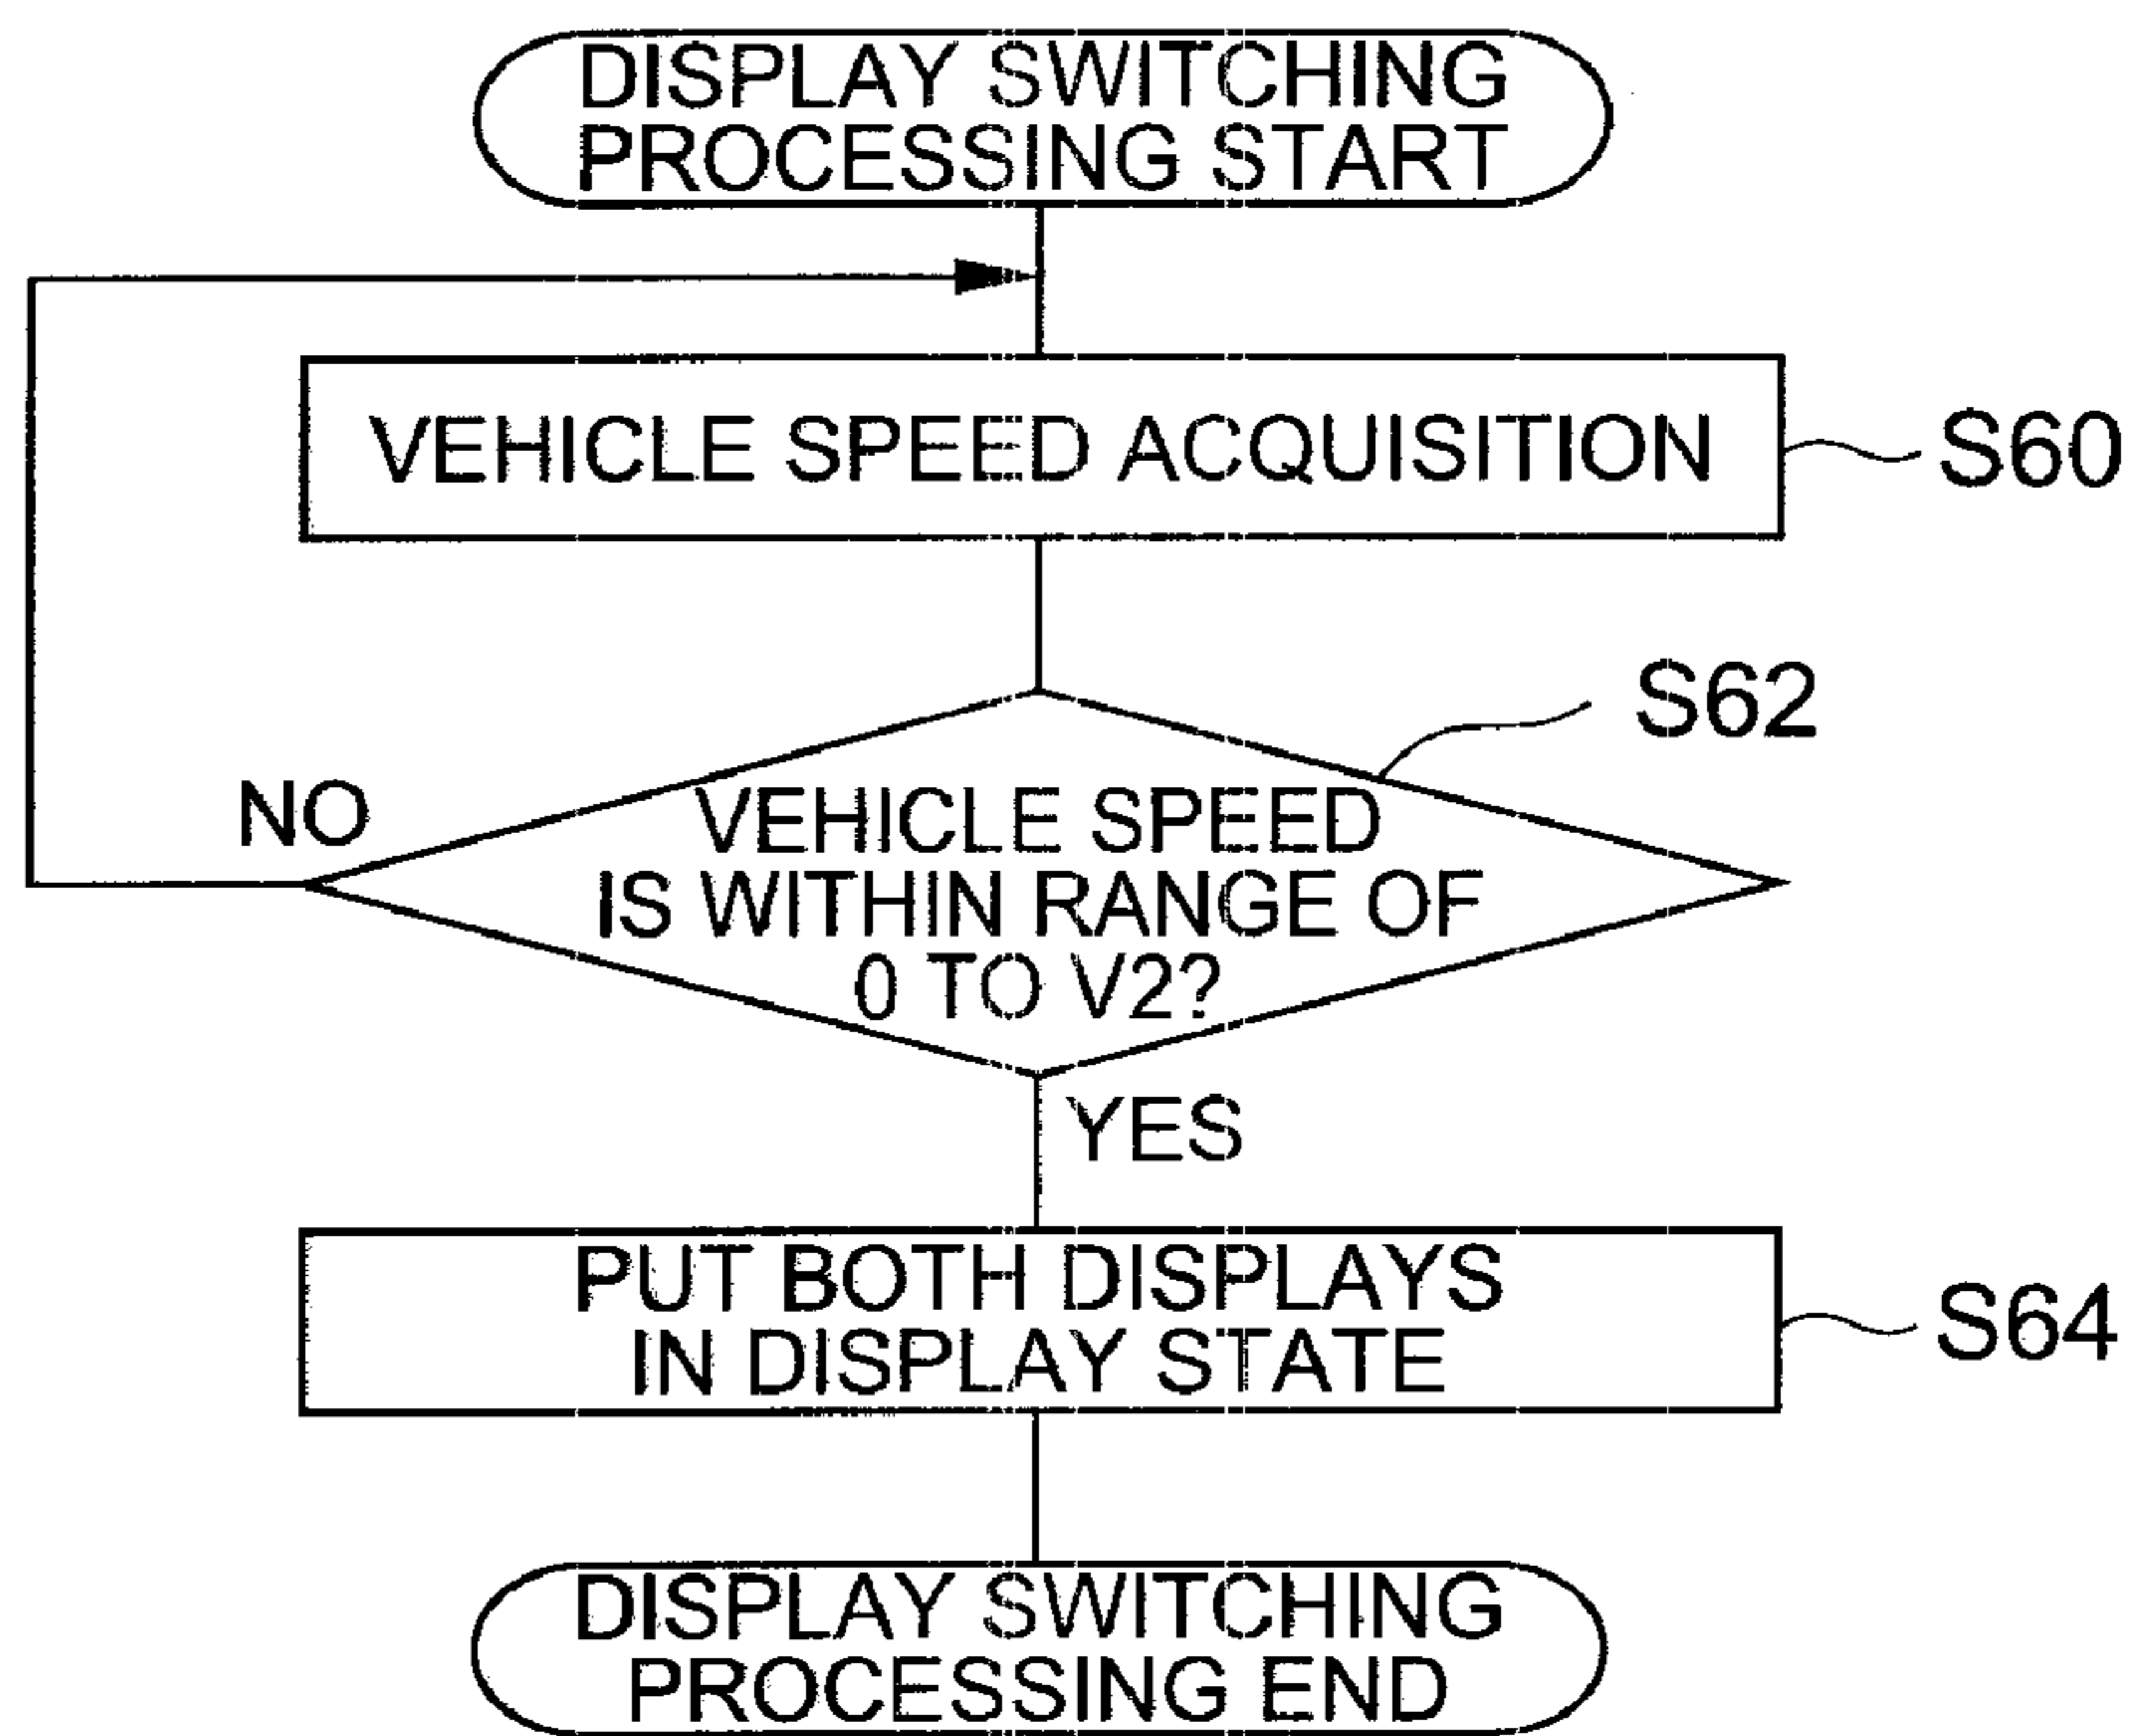 DISPLAY SWITCHING
PROCESSING START
VEHICLE SPEED ACQUISITION
S60
S62
NO
VEHICLE SPEED
IS WITHIN RANGE OF
0 TO V2?
YES
PUT BOTH DISPLAYS
IN DISPLAY STATE
S64
DISPLAY SWITCHING
PROCESSING END